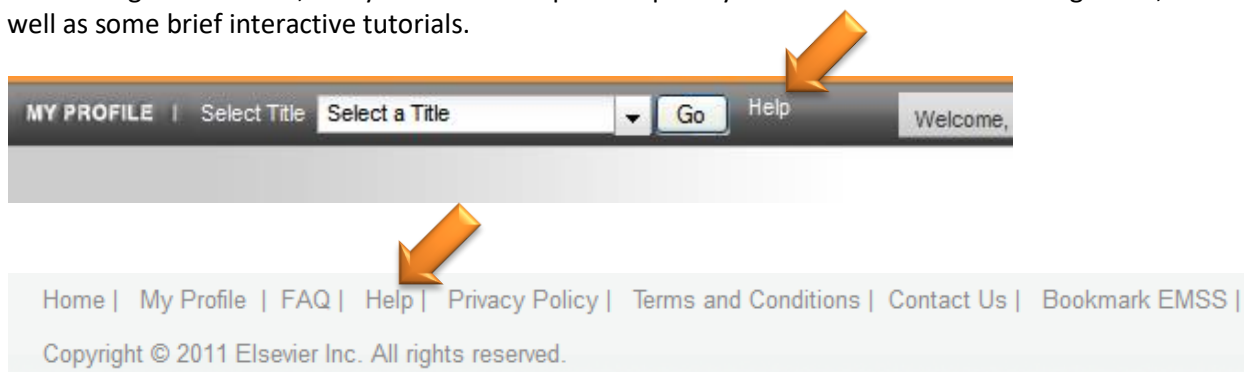 well as some brief interactive tutorials.
MY PROFILE | Select Title Select a Title Go Help Welcome,
Home | My Profile | FAQ | Help | Privacy Policy | Terms and Conditions | Contact Us | Bookmark EMSS |
Copyright © 2011 Elsevier Inc. All rights reserved.